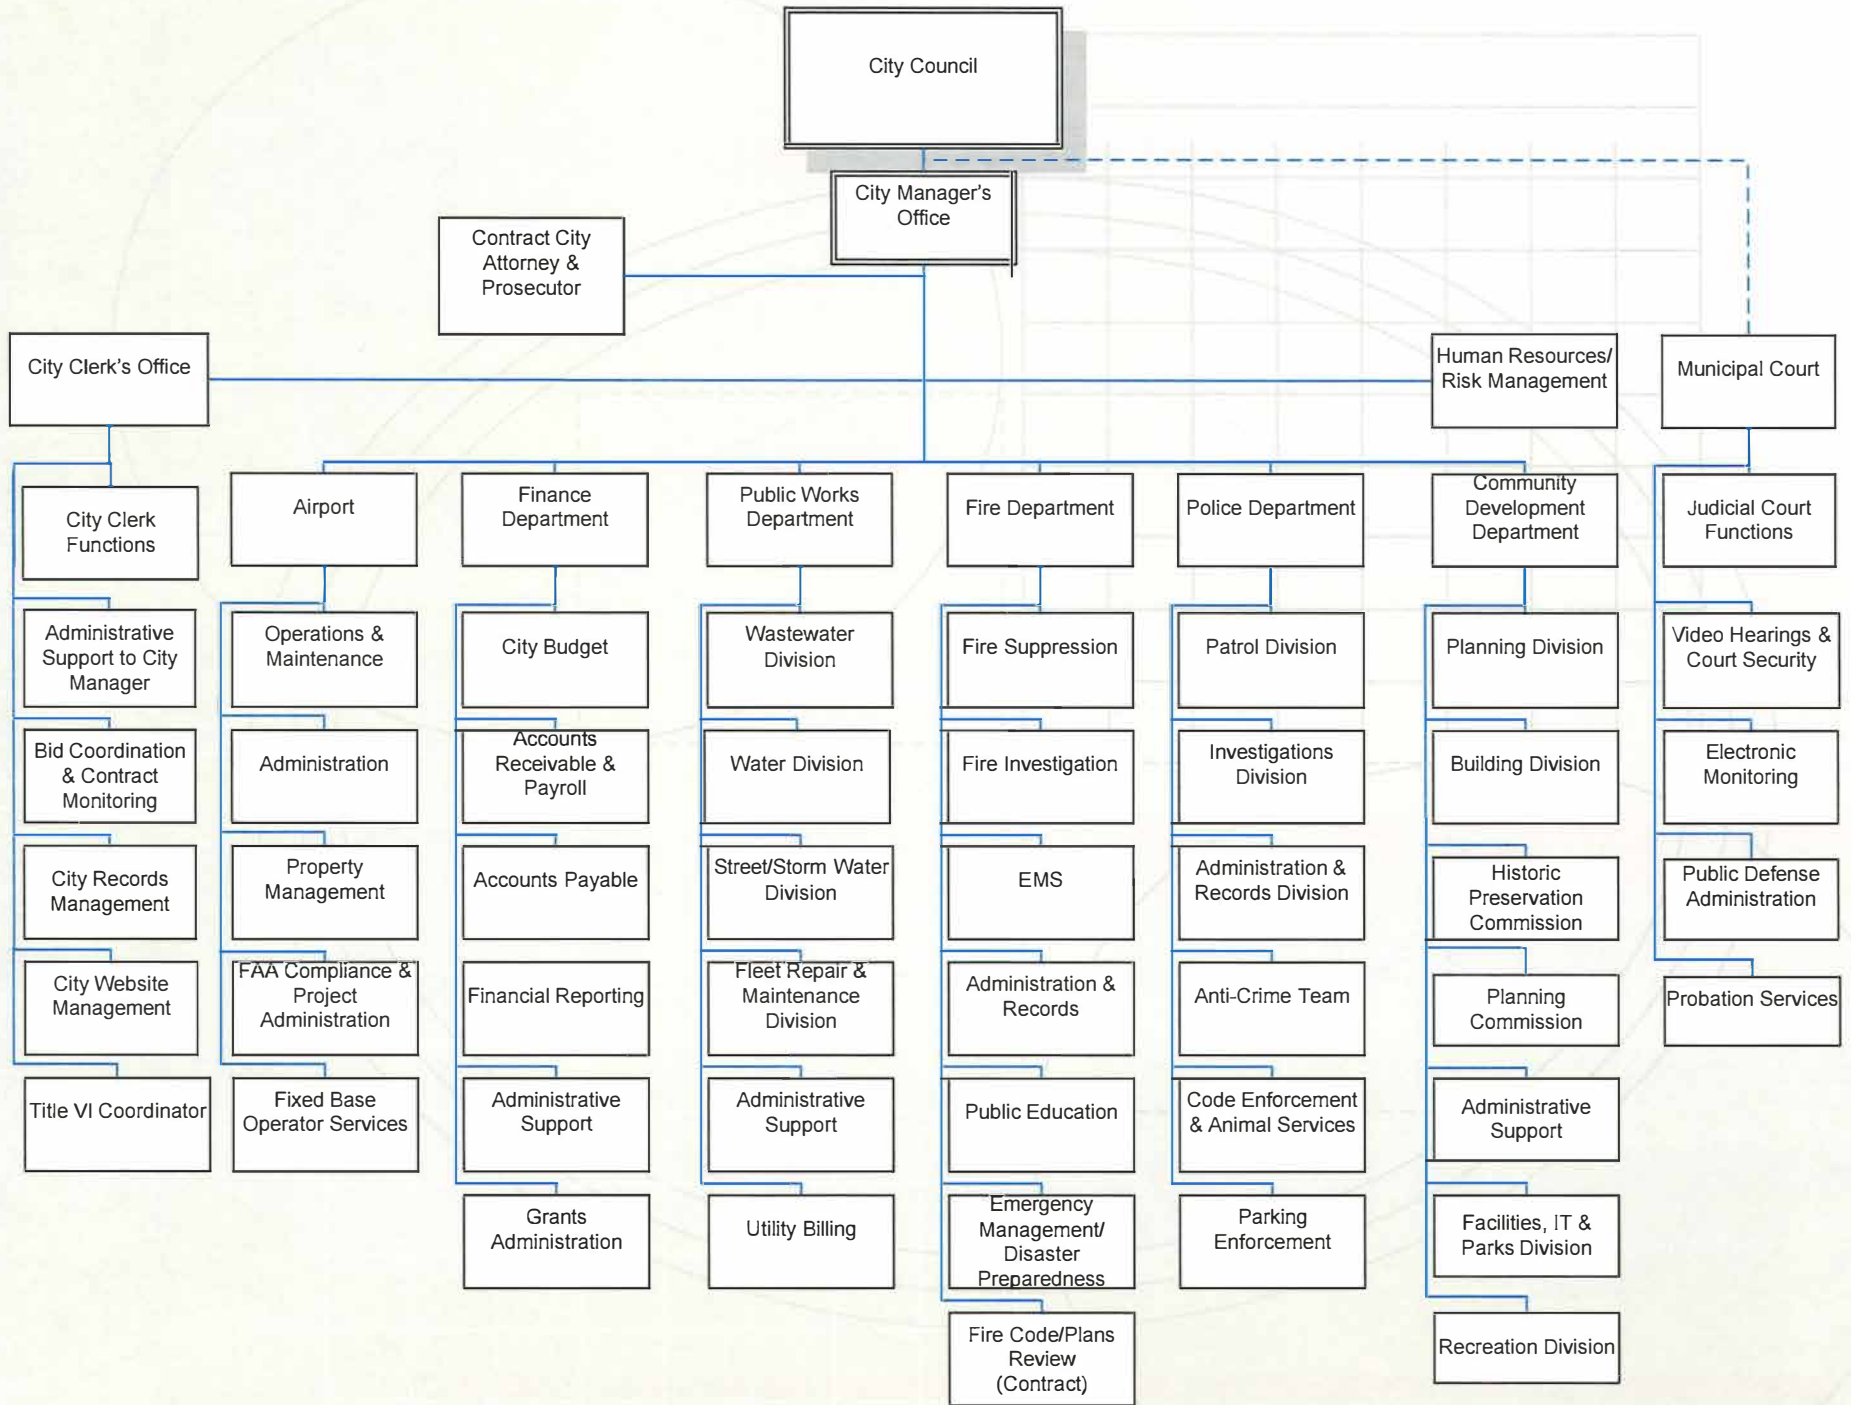 City Council
City Manager's
Office
Contract City
Attorney &
Prosecutor
City Clerk's Office
Human Resources/
Risk Management
Municipal Court
City Clerk
Functions
Administrative
Support to City
Manager
Bid Coordination
& Contract
Monitoring
City Records
Management
City Website
Management
Title VI Coordinator
Airport
Operations &
Maintenance
Administration
Property
Management
FAA Compliance &
Project
Administration
Fixed Base
Operator Services
Finance
Department
City Budget
Accounts
Receivable &
Payroll
Accounts Payable
Financial Reporting
Administrative
Support
Grants
Administration
Public Works
Department
Wastewater
Division
Water Division
Street/Storm Water
Division
Fleet Repair &
Maintenance
Division
Administrative
Support
Utility Billing
Fire Department
Fire Suppression
Fire Investigation
EMS
Administration &
Records
Public Education
Emergency
Management/
Disaster
Preparedness
Fire Code/Plans
Review
(Contract)
Police Department
Patrol Division
Investigations
Division
Administration &
Records Division
Anti-Crime Team
Code Enforcement
& Animal Services
Parking
Enforcement
Community
Development
Department
Planning Division
Building Division
Historic
Preservation
Commission
Planning
Commission
Administrative
Support
Facilities, IT &
Parks Division
Recreation Division
Judicial Court
Functions
Video Hearings &
Court Security
Electronic
Monitoring
Public Defense
Administration
Probation Services